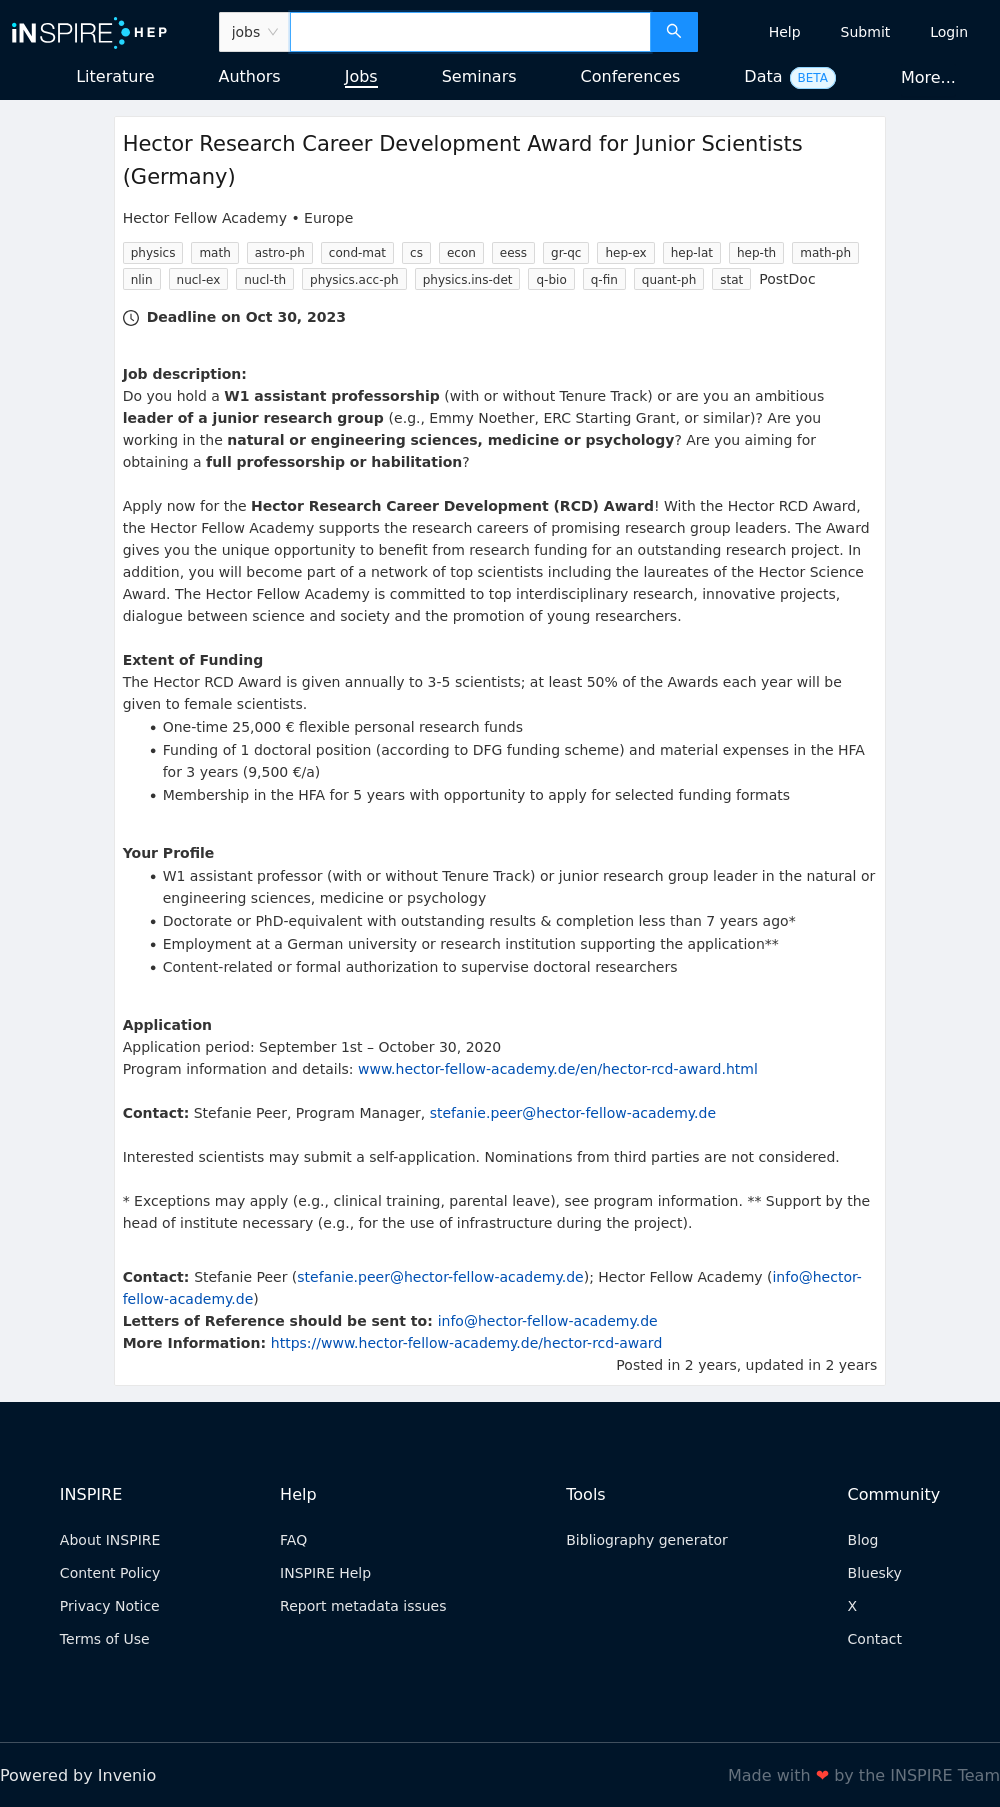 iNSPIRE HEP
jobs
Help
Submit
Login
Literature
Authors
Jobs
Seminars
Conferences
Data BETA
More...
Hector Research Career Development Award for Junior Scientists
(Germany)
Hector Fellow Academy • Europe
physics math astro-ph cond-mat cs econ eess gr-qc hep-ex hep-lat hep-th math-ph
nlin nucl-ex nucl-th physics.acc-ph physics.ins-det q-bio q-fin quant-ph stat PostDoc
Deadline on Oct 30, 2023
Job description:
Do you hold a W1 assistant professorship (with or without Tenure Track) or are you an ambitious
leader of a junior research group (e.g., Emmy Noether, ERC Starting Grant, or similar)? Are you
working in the natural or engineering sciences, medicine or psychology? Are you aiming for
obtaining a full professorship or habilitation?
Apply now for the Hector Research Career Development (RCD) Award! With the Hector RCD Award,
the Hector Fellow Academy supports the research careers of promising research group leaders. The Award
gives you the unique opportunity to benefit from research funding for an outstanding research project. In
addition, you will become part of a network of top scientists including the laureates of the Hector Science
Award. The Hector Fellow Academy is committed to top interdisciplinary research, innovative projects,
dialogue between science and society and the promotion of young researchers.
Extent of Funding
The Hector RCD Award is given annually to 3-5 scientists; at least 50% of the Awards each year will be
given to female scientists.
• One-time 25,000 € flexible personal research funds
• Funding of 1 doctoral position (according to DFG funding scheme) and material expenses in the HFA
for 3 years (9,500 €/a)
• Membership in the HFA for 5 years with opportunity to apply for selected funding formats
Your Profile
• W1 assistant professor (with or without Tenure Track) or junior research group leader in the natural or
engineering sciences, medicine or psychology
• Doctorate or PhD-equivalent with outstanding results & completion less than 7 years ago*
• Employment at a German university or research institution supporting the application**
• Content-related or formal authorization to supervise doctoral researchers
Application
Application period: September 1st – October 30, 2020
Program information and details: www.hector-fellow-academy.de/en/hector-rcd-award.html
Contact: Stefanie Peer, Program Manager, stefanie.peer@hector-fellow-academy.de
Interested scientists may submit a self-application. Nominations from third parties are not considered.
* Exceptions may apply (e.g., clinical training, parental leave), see program information. ** Support by the
head of institute necessary (e.g., for the use of infrastructure during the project).
Contact: Stefanie Peer (stefanie.peer@hector-fellow-academy.de); Hector Fellow Academy (info@hector-
fellow-academy.de)
Letters of Reference should be sent to: info@hector-fellow-academy.de
More Information: https://www.hector-fellow-academy.de/hector-rcd-award
Posted in 2 years, updated in 2 years
INSPIRE
About INSPIRE
Content Policy
Privacy Notice
Terms of Use
Help
FAQ
INSPIRE Help
Report metadata issues
Tools
Bibliography generator
Community
Blog
Bluesky
X
Contact
Powered by Invenio
Made with ❤ by the INSPIRE Team